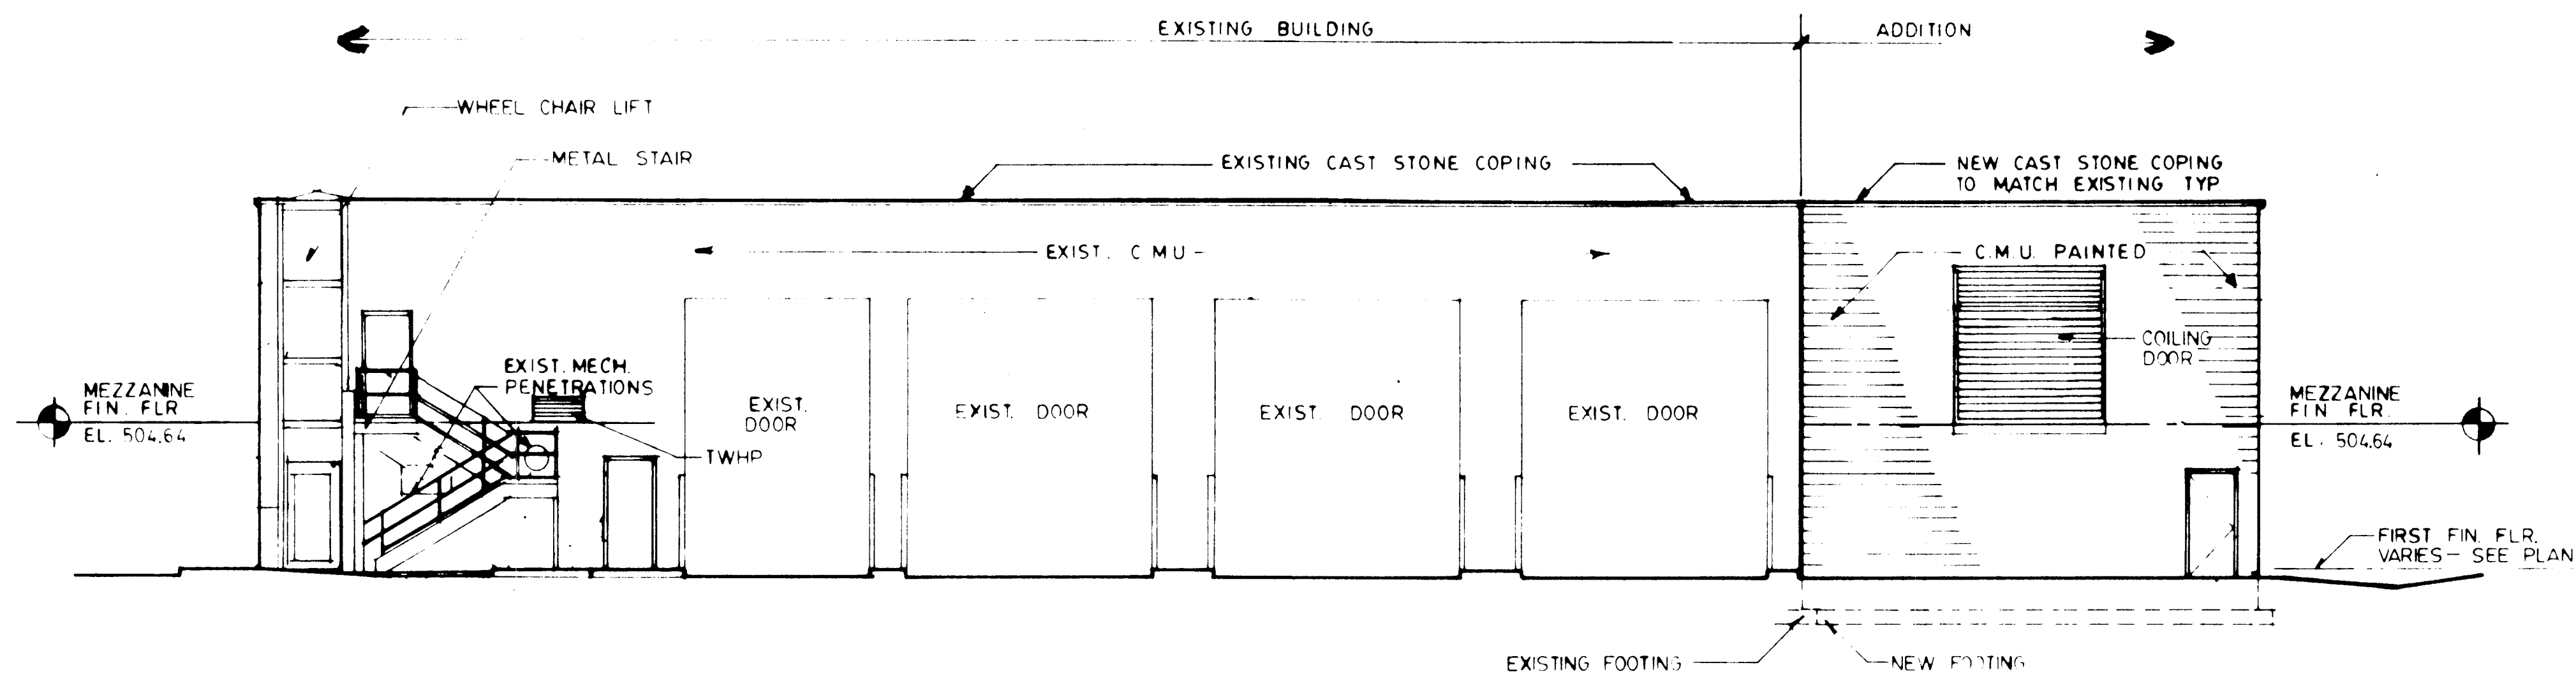 EXISTING BUILDING
ADDITION
WHEEL CHAIR LIFT
METAL STAIR
EXISTING CAST STONE COPING
NEW CAST STONE COPING
TO MATCH EXISTING TYP
EXIST. C M U
C.M.U. PAINTED
COILING
DOOR
EXIST. MECH.
PENETRATIONS
MEZZANINE
FIN. FLR
EL. 504.64
EXIST.
DOOR
EXIST. DOOR
EXIST. DOOR
EXIST. DOOR
MEZZANINE
FIN FLR.
EL. 504.64
TWHP
FIRST FIN. FLR.
VARIES - SEE PLAN
EXISTING FOOTING
NEW FOOTING